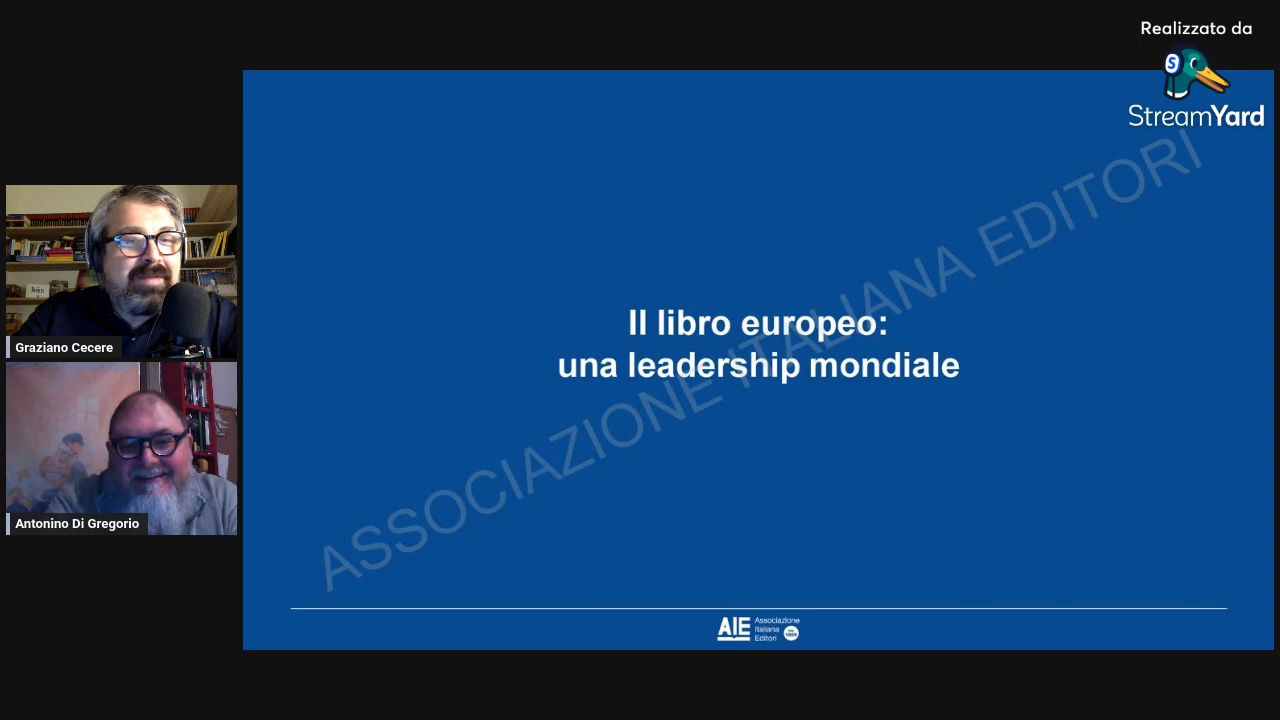 Realizzato da
S
StreamYard
Graziano Cecere
Antonino Di Gregorio
Il libro europeo:
una leadership mondiale
ASSOCIAZIONE ITALIANA EDITORI
AIE
Associazione
Italiana
Editori